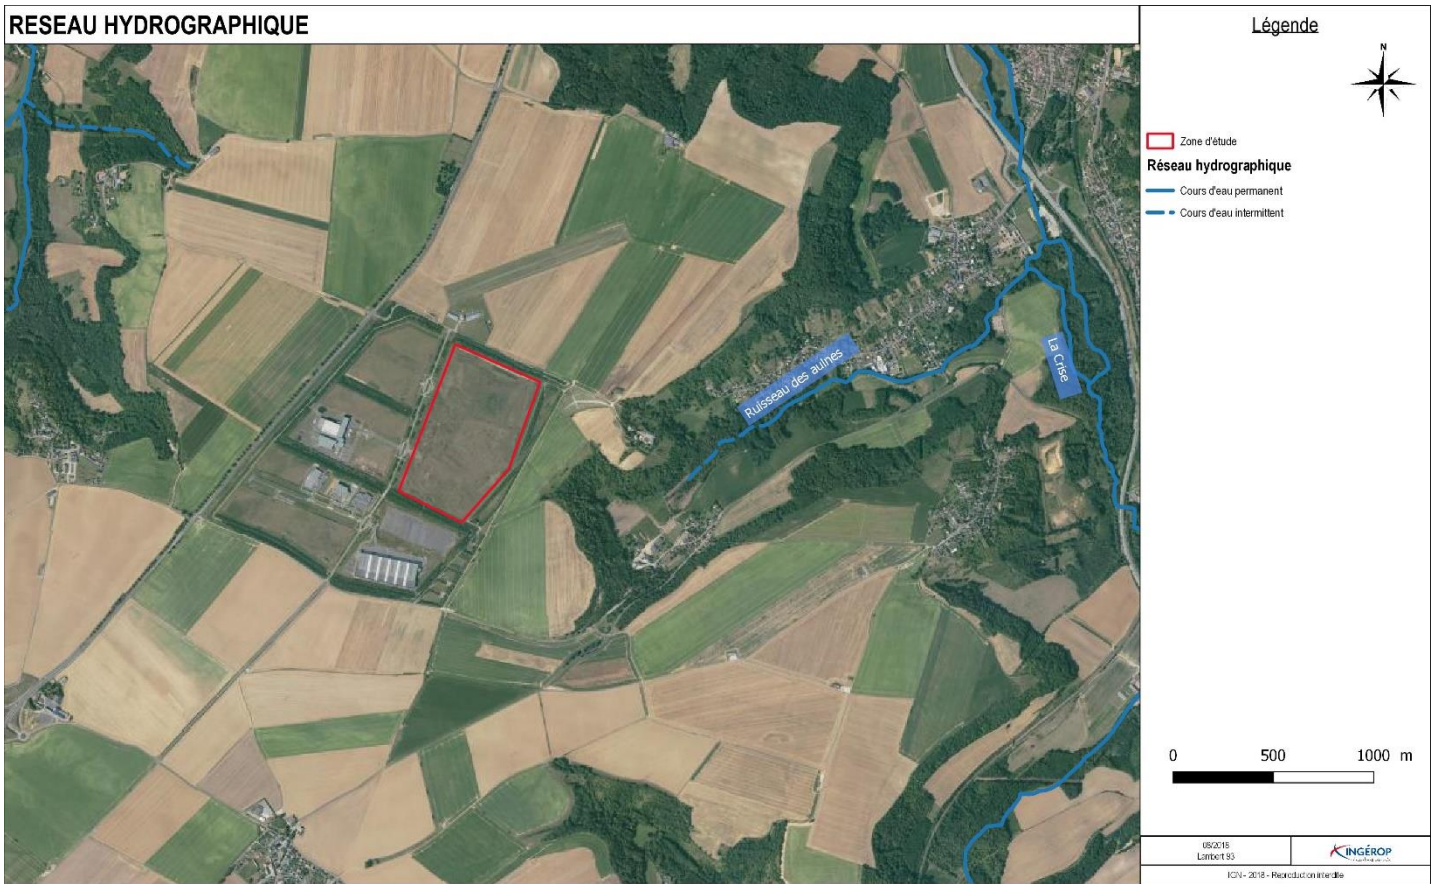 RESEAU HYDROGRAPHIQUE
Légende
N
Zone d'étude
Réseau hydrographique
Cours d'eau permanent
Cours d'eau intermittent
Ruisseau des aulnes
La Crise
0 500 1000 m
08/2018
Lambert 93
INGÉROP
IGN - 2018 - Reproduction interdite